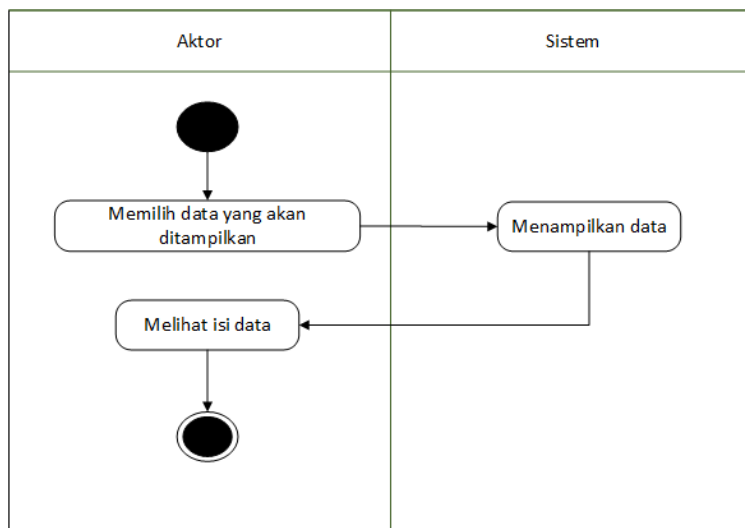 Aktor
Sistem
Memilih data yang akan
ditampilkan
Menampilkan data
Melihat isi data